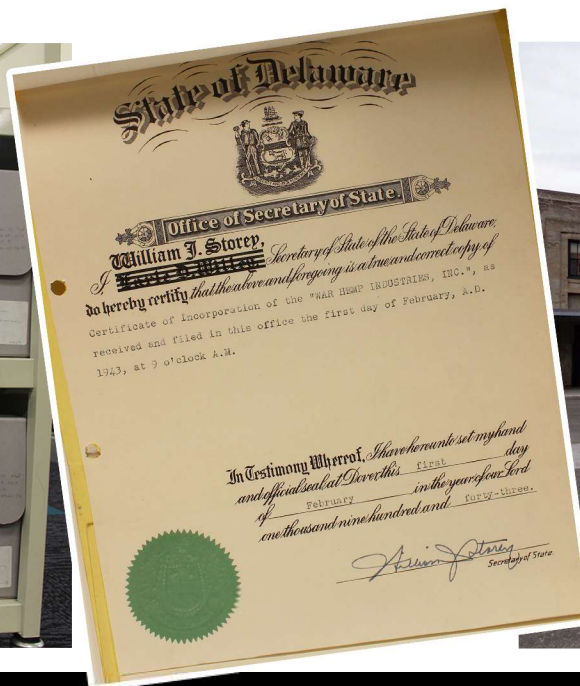 State of Delaware
Office of Secretary of State.
William J. Storey,
I Secretary of State of the State of Delaware,
do hereby certify that the above and foregoing is a true and correct copy of
Certificate of Incorporation of the "WAR HEMP INDUSTRIES, INC.", as
received and filed in this office the first day of February, A.D.
1943, at 9 o'clock A.M.
In Testimony Whereof, I have hereunto set my hand
and official seal at Dover this first day
of February in the year of our Lord
one thousand nine hundred and forty-three.
William J Storey
Secretary of State.